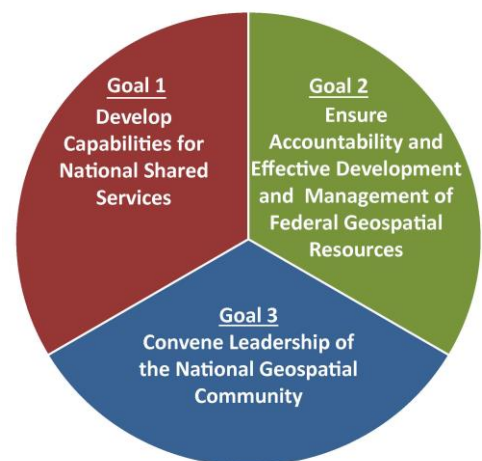 Goal 1
Develop
Capabilities for
National Shared
Services
Goal 2
Ensure
Accountability and
Effective Development
and Management of
Federal Geospatial
Resources
Goal 3
Convene Leadership of
the National Geospatial
Community